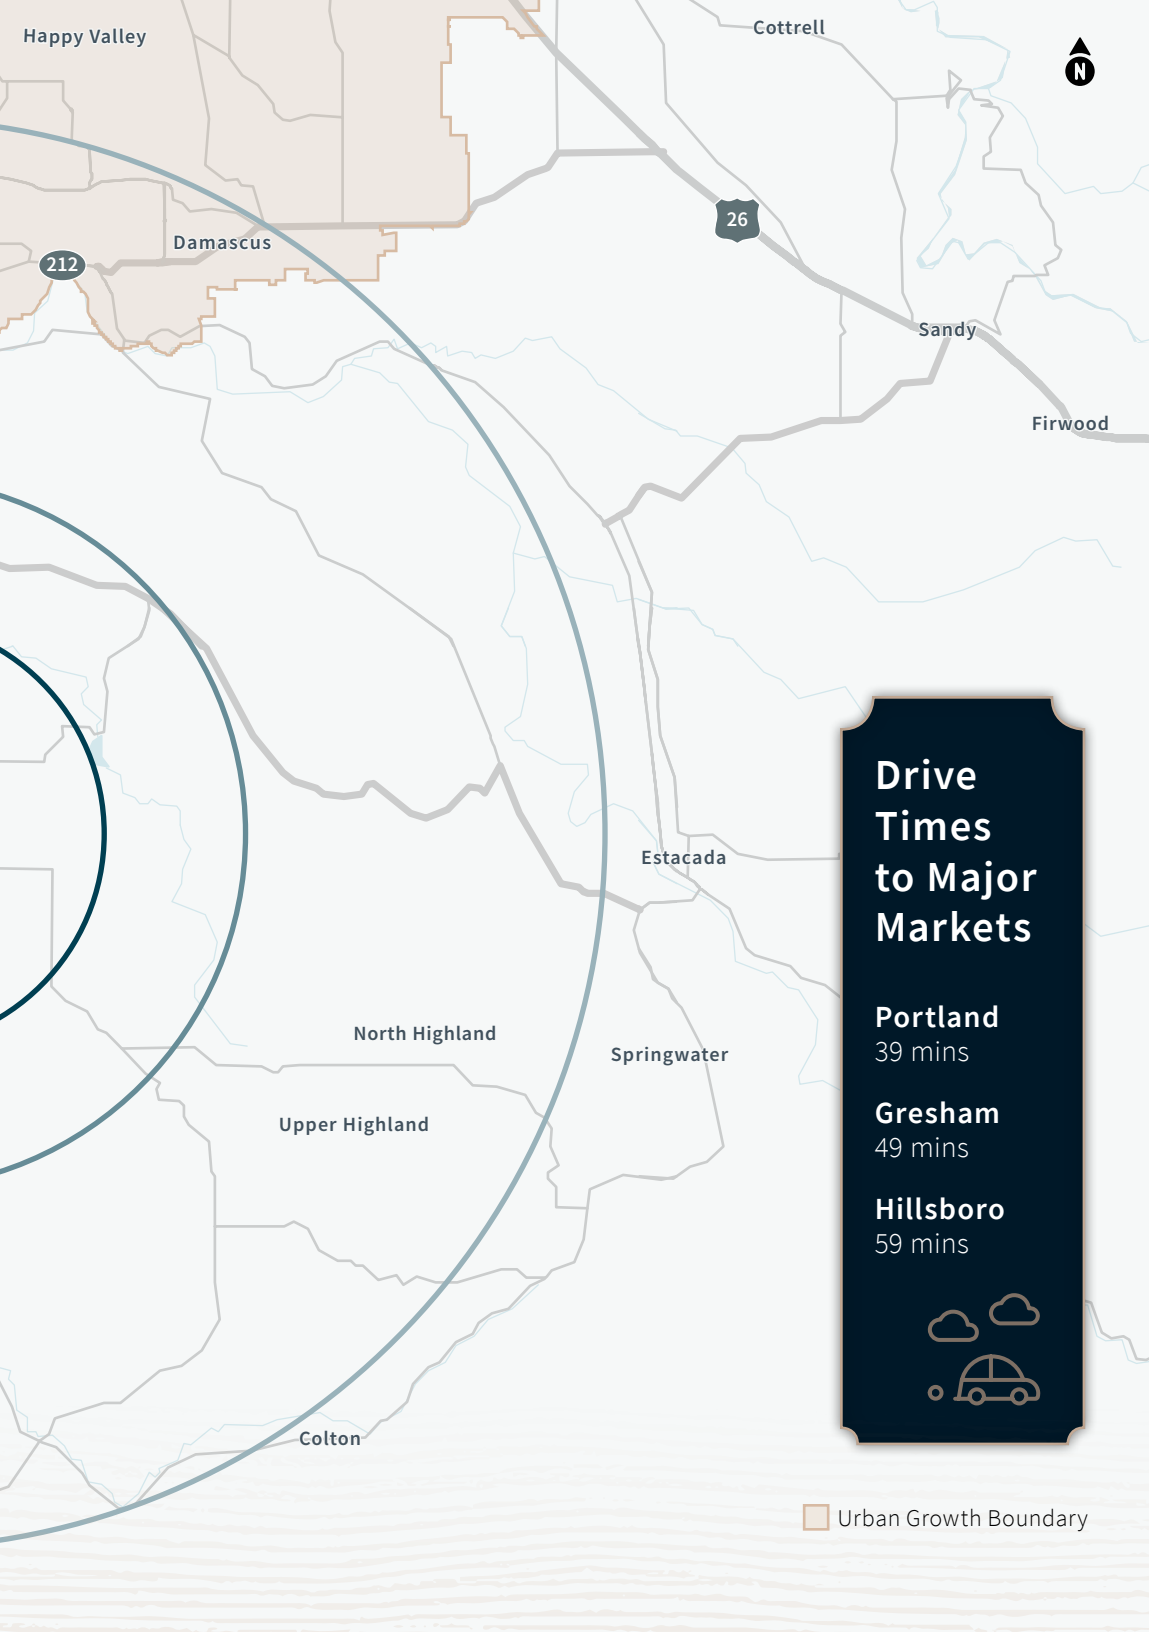 Happy Valley
Cottrell
N
26
Damascus
212
Sandy
Firwood
Drive
Times
to Major
Markets
Estacada
Portland
39 mins
North Highland
Springwater
Gresham
49 mins
Upper Highland
Hillsboro
59 mins
Colton
Urban Growth Boundary